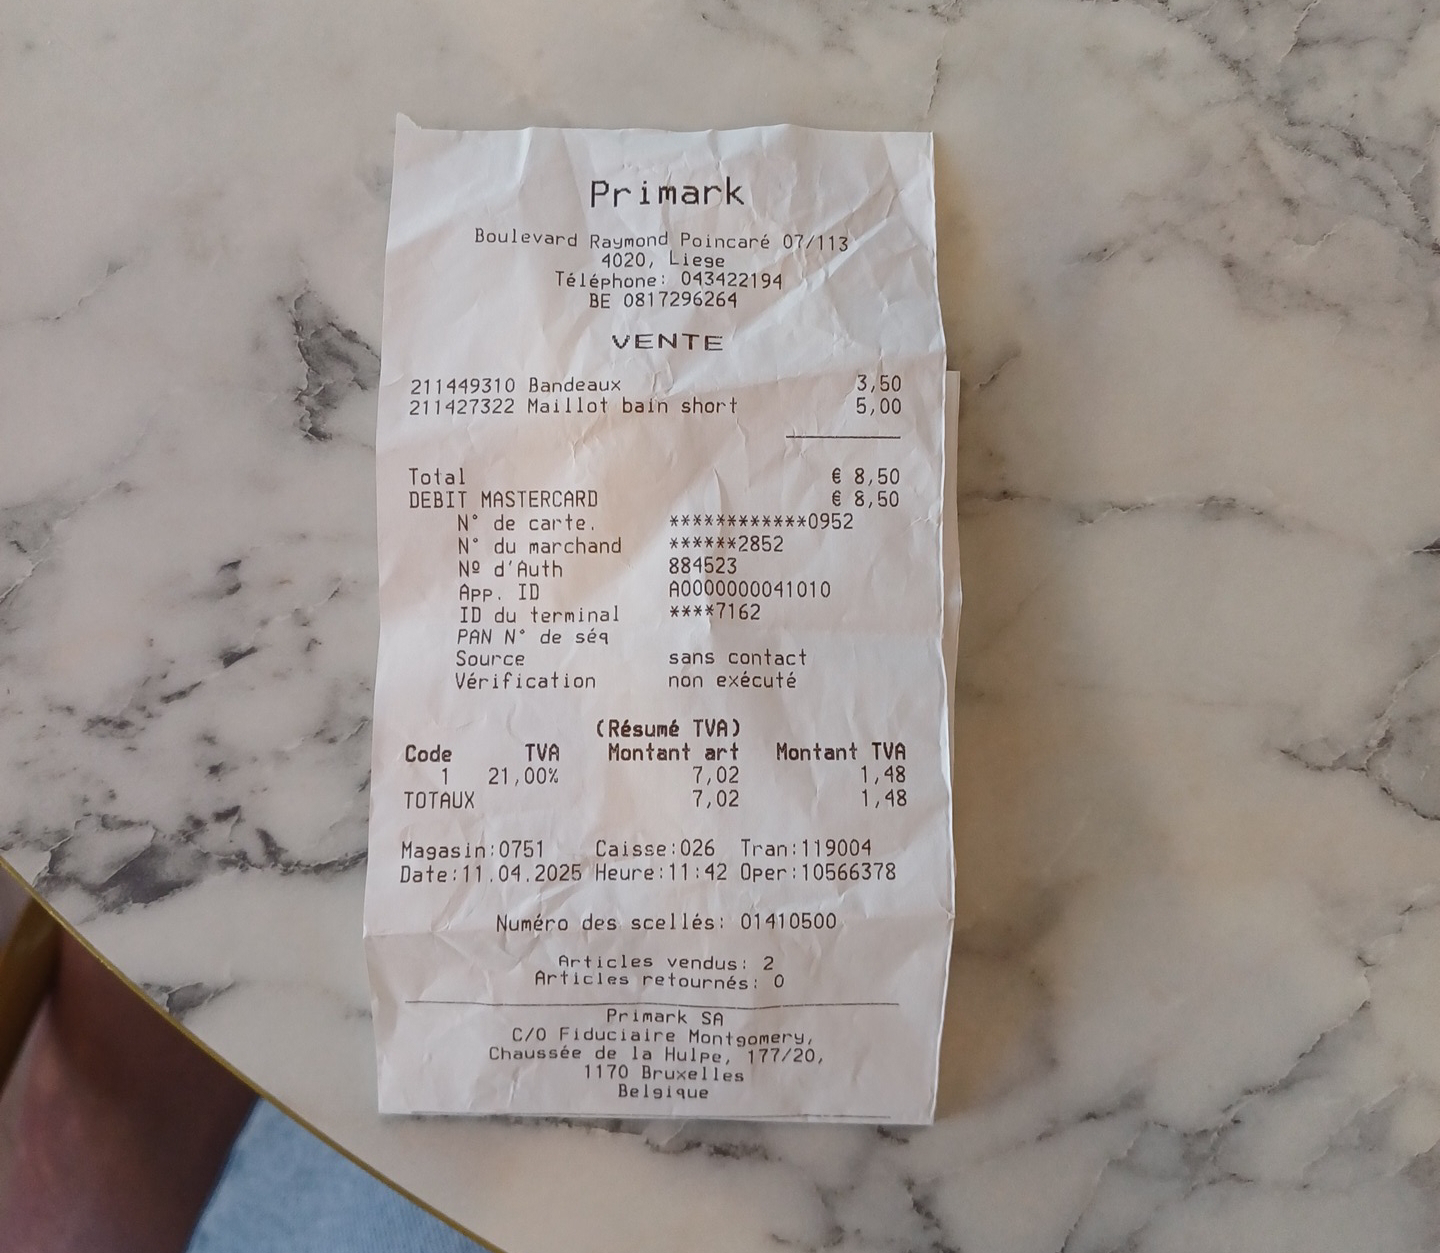 Primark
Boulevard Raymond Poincaré 07/113
4020, Liege
Téléphone: 043422194
BE 0817296264
VENTE
211449310 Bandeaux 3,50
211427322 Maillot bain short 5,00
Total € 8,50
DEBIT MASTERCARD € 8,50
N° de carte. ************0952
N° du marchand ******2852
Nº d'Auth 884523
App. ID A0000000041010
ID du terminal ****7162
PAN N° de séq
Source sans contact
Vérification non exécuté
(Résumé TVA)
Code TVA Montant art Montant TVA
1 21,00% 7,02 1,48
TOTAUX 7,02 1,48
Magasin:0751 Caisse:026 Tran:119004
Date:11.04.2025 Heure:11:42 Oper:10566378
Numéro des scellés: 01410500
Articles vendus: 2
Articles retournés: 0
Primark SA
C/O Fiduciaire Montgomery,
Chaussée de la Hulpe, 177/20,
1170 Bruxelles
Belgique